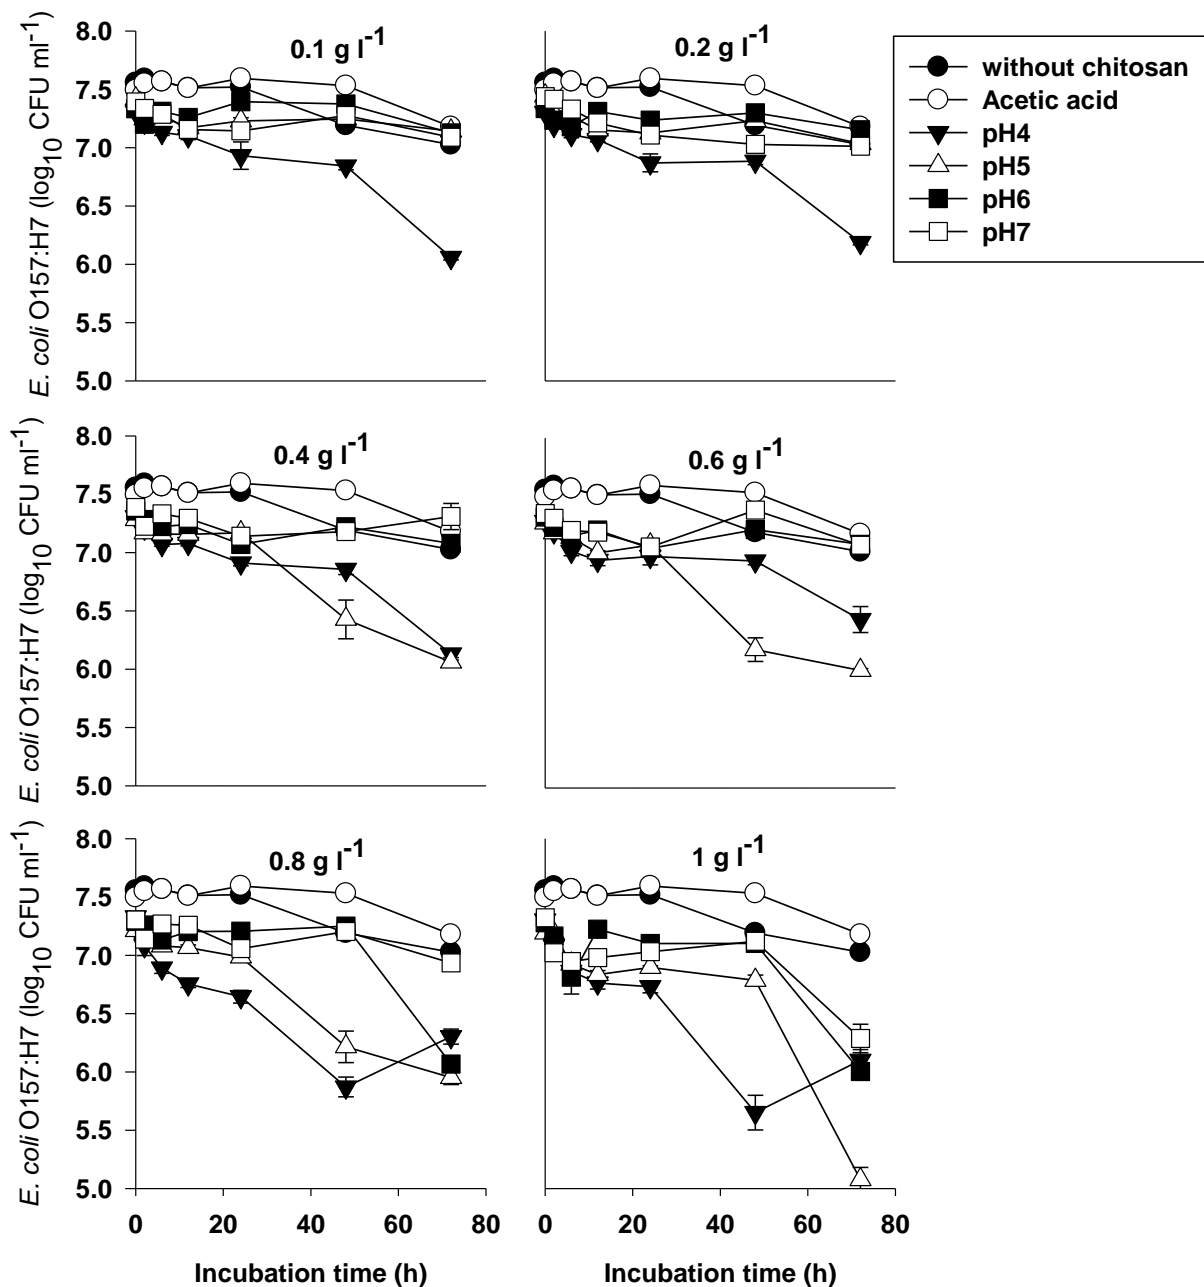 0.1 g l⁻¹
0.2 g l⁻¹
without chitosan
Acetic acid
pH4
pH5
pH6
pH7
E. coli O157:H7 (log₁₀ CFU ml⁻¹)
8.0
7.5
7.0
6.5
6.0
5.5
5.0
0.4 g l⁻¹
0.6 g l⁻¹
E. coli O157:H7 (log₁₀ CFU ml⁻¹)
8.0
7.5
7.0
6.5
6.0
5.5
5.0
0.8 g l⁻¹
1 g l⁻¹
E. coli O157:H7 (log₁₀ CFU ml⁻¹)
8.0
7.5
7.0
6.5
6.0
5.5
5.0
0 20 40 60 80
0 20 40 60 80
Incubation time (h)
Incubation time (h)